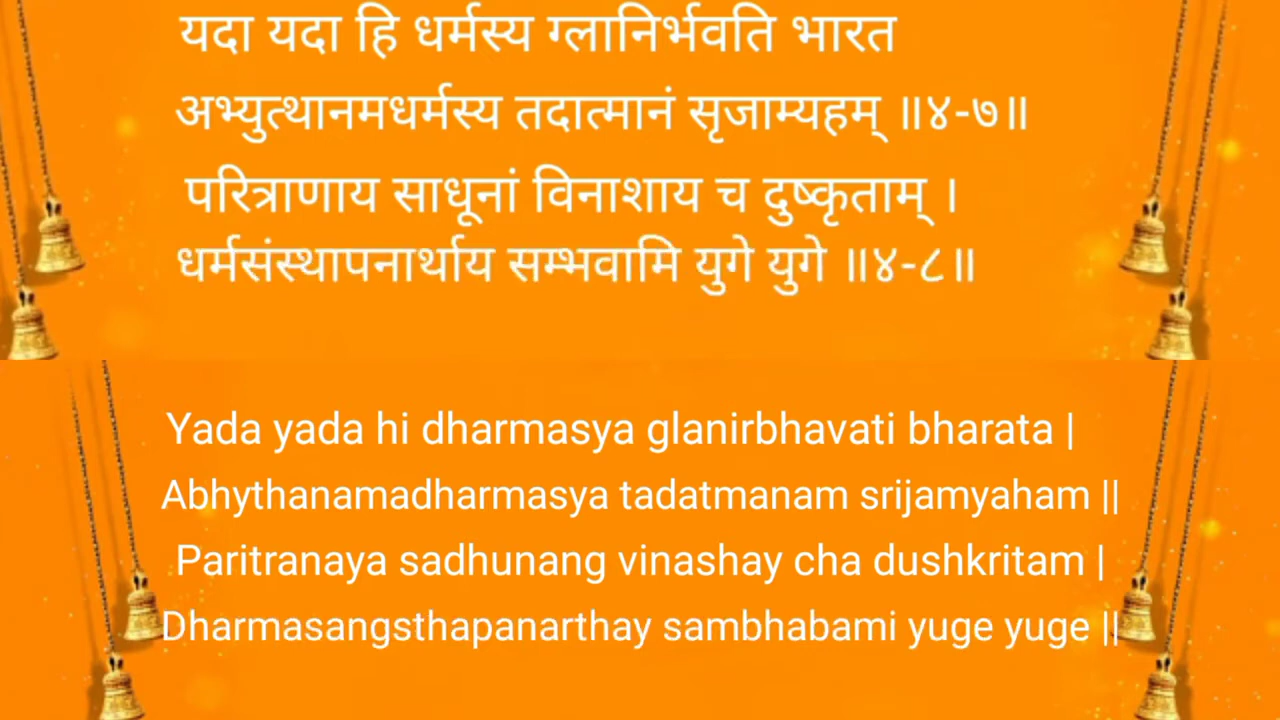 यदा यदा हि धर्मस्य ग्लानिर्भवति भारत
अभ्युत्थानमधर्मस्य तदात्मानं सृजाम्यहम् ॥४-७॥
परित्राणाय साधूनां विनाशाय च दुष्कृताम् ।
धर्मसंस्थापनार्थाय सम्भवामि युगे युगे ॥४-८॥
Yada yada hi dharmasya glanirbhavati bharata |
Abhythanamadharmasya tadatmanam srijamyaham ||
Paritranaya sadhunang vinashay cha dushkritam |
Dharmasangsthapanarthay sambhabami yuge yuge ||